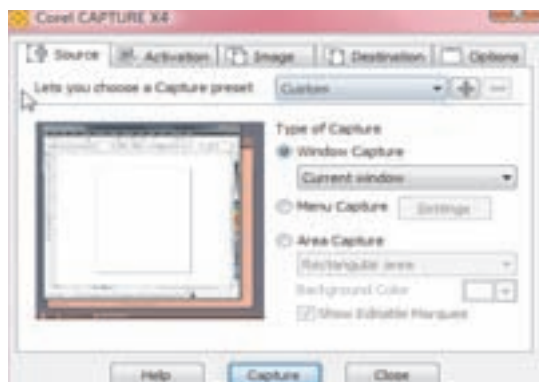 Corel CAPTURE X4
Source Activation Image Destination Options
Lets you choose a Capture preset Custom
Type of Capture
Window Capture
Current window
Menu Capture Settings
Area Capture
Rectangular area
Background Color
Show Editable Marquee
Help Capture Close